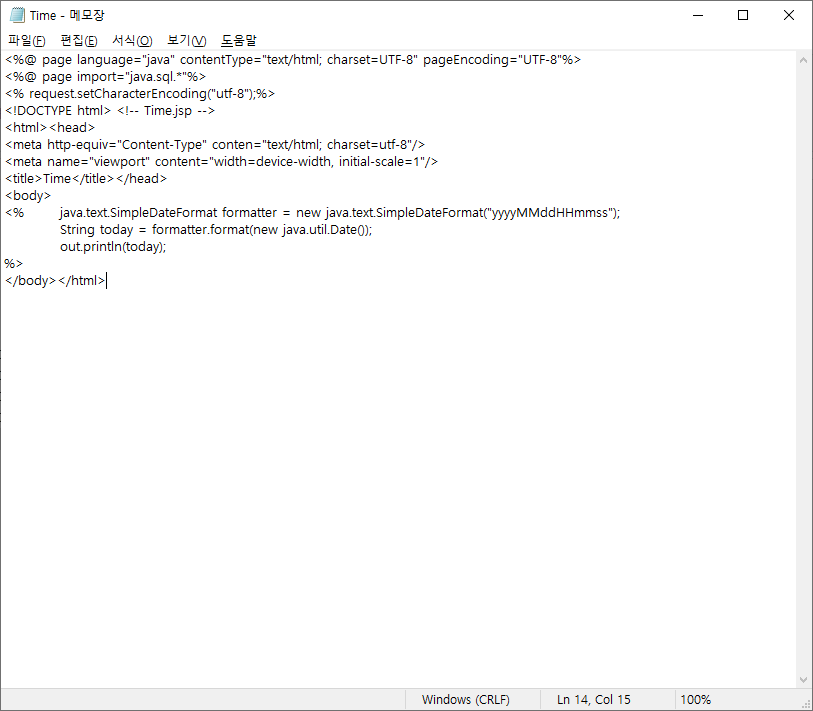 Time - 메모장
파일(F) 편집(E) 서식(O) 보기(V) 도움말
<%@ page language="java" contentType="text/html; charset=UTF-8" pageEncoding="UTF-8"%>
<%@ page import="java.sql.*"%>
<% request.setCharacterEncoding("utf-8");%>
<!DOCTYPE html> <!-- Time.jsp -->
<html><head>
<meta http-equiv="Content-Type" conten="text/html; charset=utf-8"/>
<meta name="viewport" content="width=device-width, initial-scale=1"/>
<title>Time</title></head>
<body>
<% java.text.SimpleDateFormat formatter = new java.text.SimpleDateFormat("yyyyMMddHHmmss");
String today = formatter.format(new java.util.Date());
out.println(today);
%>
</body></html>
Windows (CRLF) Ln 14, Col 15 100%